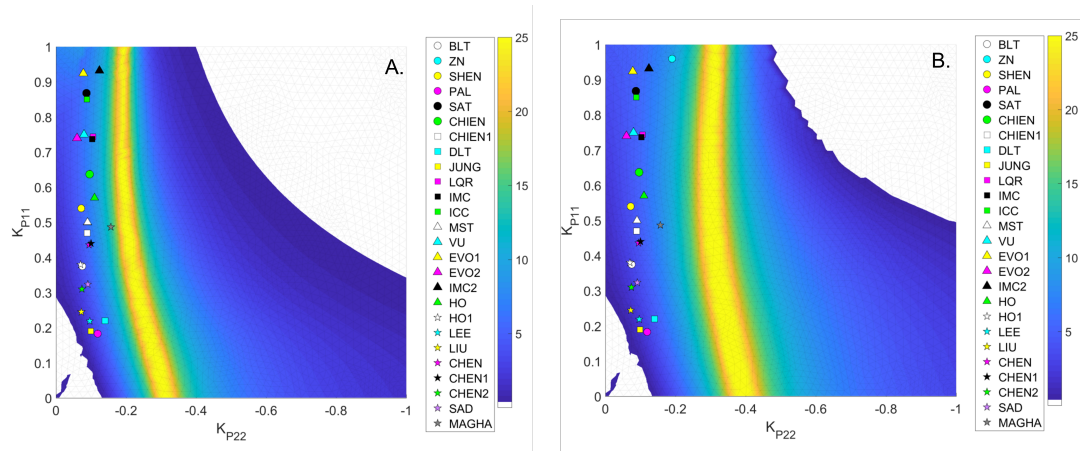 A.
K_P11
1
0.9
0.8
0.7
0.6
0.5
0.4
0.3
0.2
0.1
0
0 -0.2 -0.4 -0.6 -0.8 -1
K_P22
BLT
ZN
SHEN
PAL
SAT
CHIEN
CHIEN1
DLT
JUNG
LQR
IMC
ICC
MST
VU
EVO1
EVO2
IMC2
HO
HO1
LEE
LIU
CHEN
CHEN1
CHEN2
SAD
MAGHA
25
20
15
10
5
B.
K_P11
1
0.9
0.8
0.7
0.6
0.5
0.4
0.3
0.2
0.1
0
0 -0.2 -0.4 -0.6 -0.8 -1
K_P22
BLT
ZN
SHEN
PAL
SAT
CHIEN
CHIEN1
DLT
JUNG
LQR
IMC
ICC
MST
VU
EVO1
EVO2
IMC2
HO
HO1
LEE
LIU
CHEN
CHEN1
CHEN2
SAD
MAGHA
25
20
15
10
5